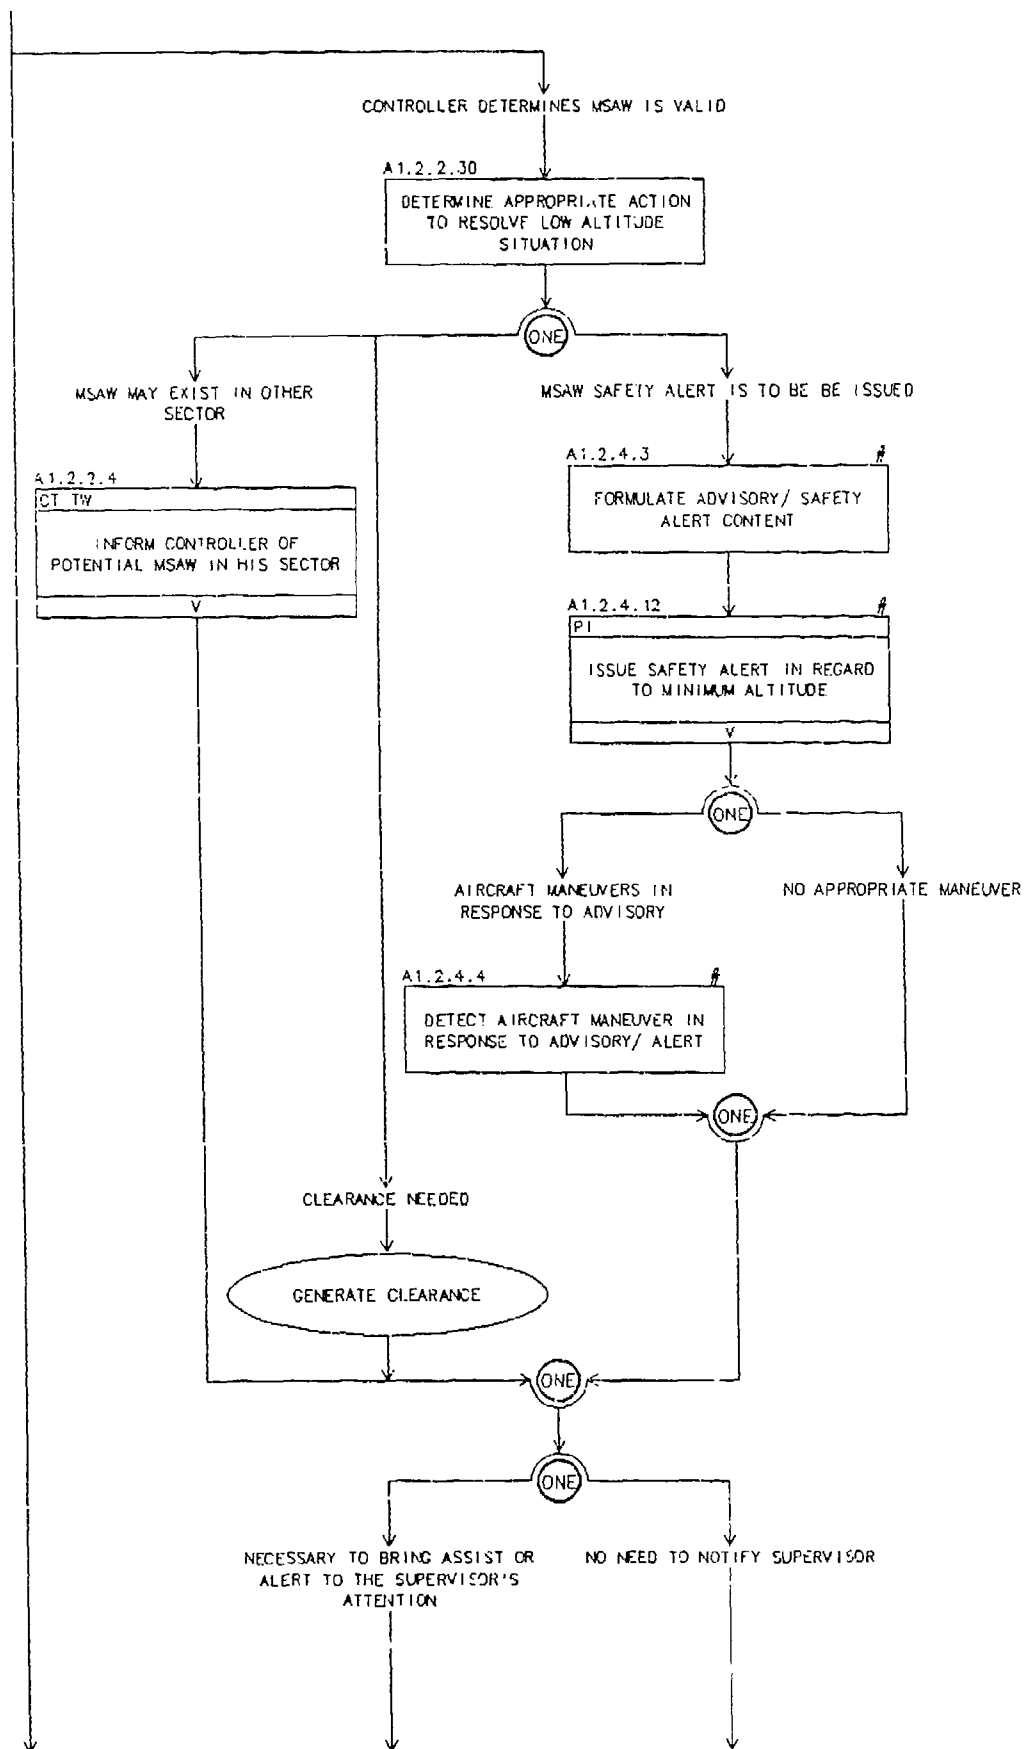 CONTROLLER DETERMINES MSAW IS VALID
A1.2.2.30
DETERMINE APPROPRIATE ACTION
TO RESOLVE LOW ALTITUDE
SITUATION
ONE
MSAW MAY EXIST IN OTHER
SECTOR
MSAW SAFETY ALERT IS TO BE BE ISSUED
A1.2.2.4
CT TW
INFORM CONTROLLER OF
POTENTIAL MSAW IN HIS SECTOR
V
A1.2.4.3
FORMULATE ADVISORY/ SAFETY
ALERT CONTENT
A1.2.4.12
PI
ISSUE SAFETY ALERT IN REGARD
TO MINIMUM ALTITUDE
V
ONE
AIRCRAFT MANEUVERS IN
RESPONSE TO ADVISORY
NO APPROPRIATE MANEUVER
A1.2.4.4
DETECT AIRCRAFT MANEUVER IN
RESPONSE TO ADVISORY/ ALERT
ONE
CLEARANCE NEEDED
GENERATE CLEARANCE
ONE
ONE
NECESSARY TO BRING ASSIST OR
ALERT TO THE SUPERVISOR'S
ATTENTION
NO NEED TO NOTIFY SUPERVISOR